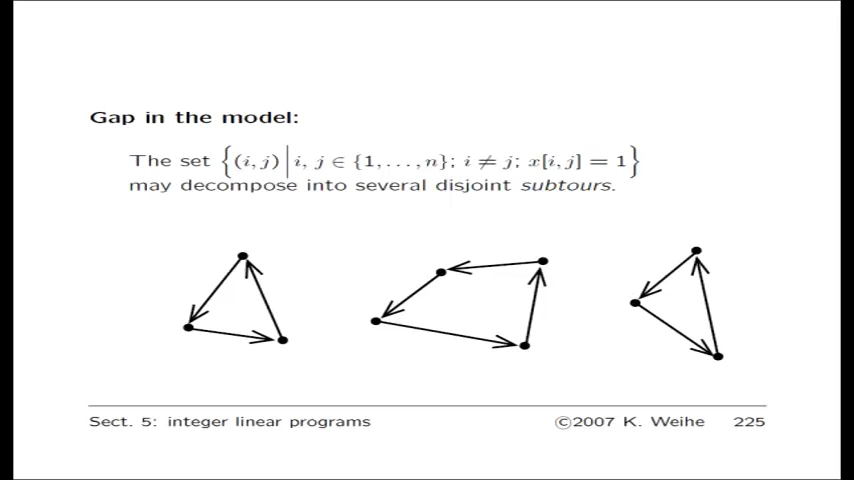 Gap in the model:
The set {(i, j) | i, j ∈ {1, . . . , n}; i ≠ j; x[i, j] = 1}
may decompose into several disjoint subtours.
Sect. 5: integer linear programs ©2007 K. Weihe 225